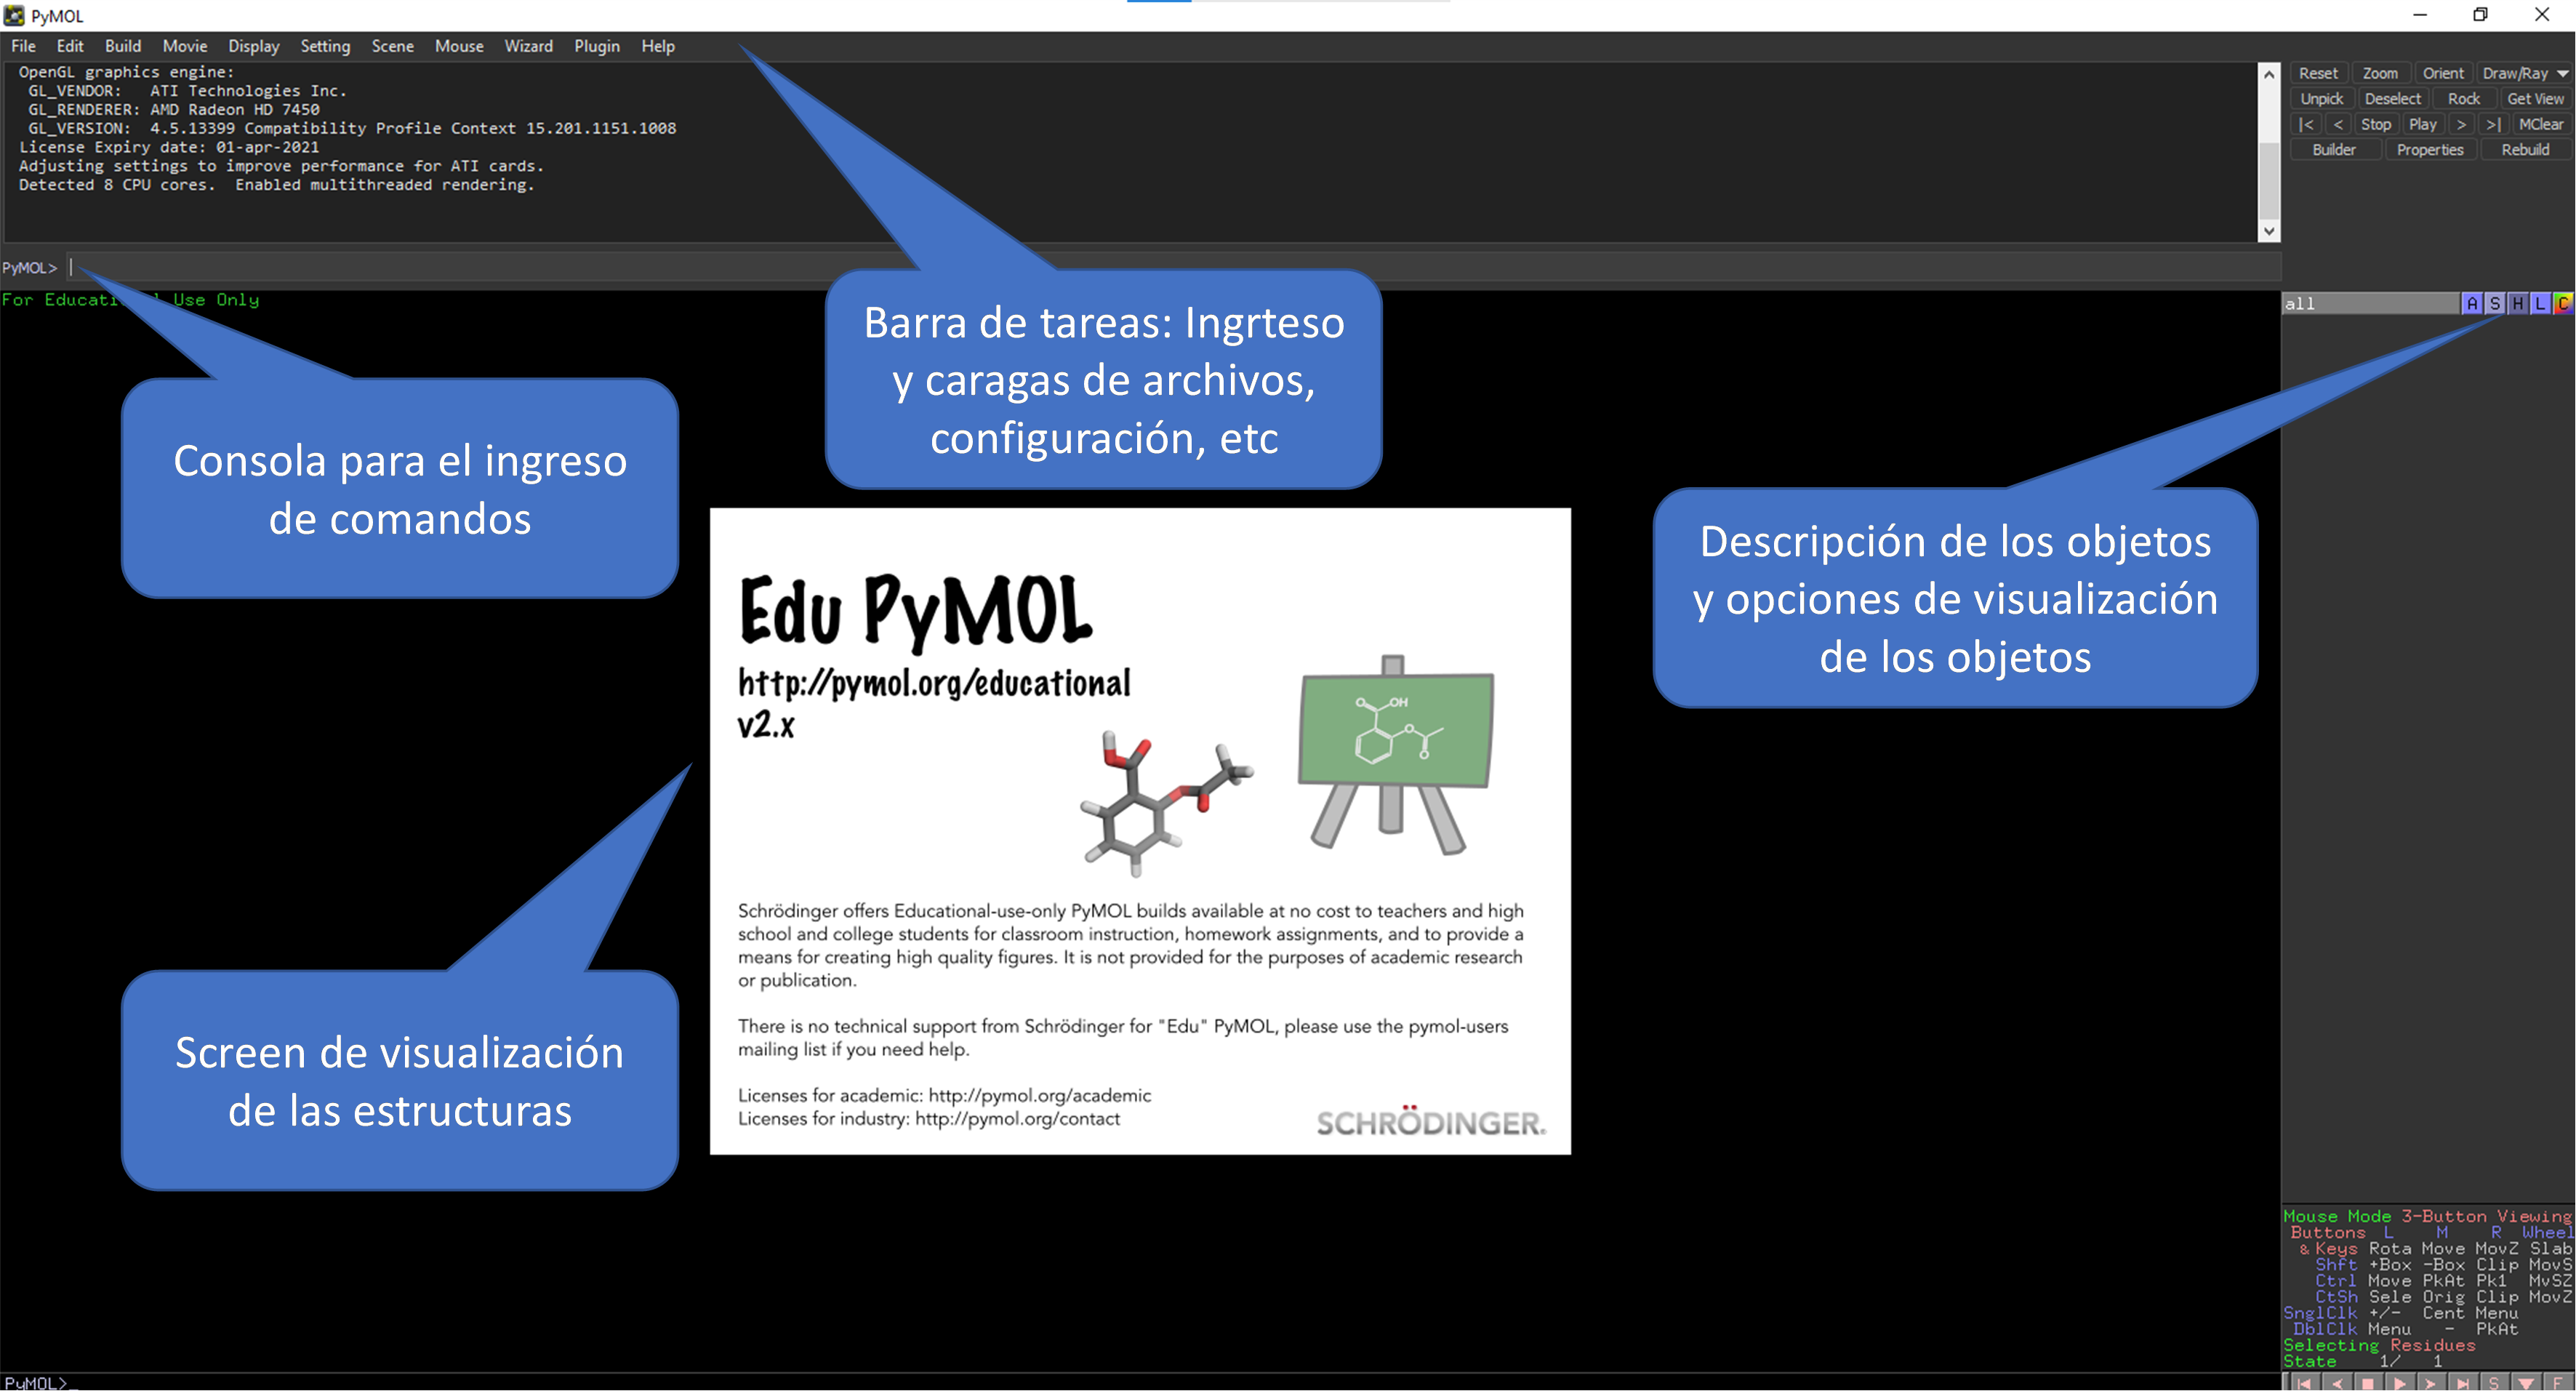 PyMOL
File Edit Build Movie Display Setting Scene Mouse Wizard Plugin Help
OpenGL graphics engine:
GL_VENDOR: ATI Technologies Inc.
GL_RENDERER: AMD Radeon HD 7450
GL_VERSION: 4.5.13399 Compatibility Profile Context 15.201.1151.1008
License Expiry date: 01-apr-2021
Adjusting settings to improve performance for ATI cards.
Detected 8 CPU cores. Enabled multithreaded rendering.
Reset Zoom Orient Draw/Ray
Unpick Deselect Rock Get View
|< < Stop Play > >| MClear
Builder Properties Rebuild
PyMOL>
For Educati l Use Only
all A S H L C
Barra de tareas: Ingrteso
y caragas de archivos,
configuración, etc
Consola para el ingreso
de comandos
Descripción de los objetos
y opciones de visualización
de los objetos
Edu PyMOL
http://pymol.org/educational
v2.x
O OH
O
O
Schrödinger offers Educational-use-only PyMOL builds available at no cost to teachers and high
school and college students for classroom instruction, homework assignments, and to provide a
means for creating high quality figures. It is not provided for the purposes of academic research
or publication.
There is no technical support from Schrödinger for "Edu" PyMOL, please use the pymol-users
mailing list if you need help.
Licenses for academic: http://pymol.org/academic
Licenses for industry: http://pymol.org/contact
SCHRÖDINGER.
Screen de visualización
de las estructuras
Mouse Mode 3-Button Viewing
Buttons L M R Wheel
& Keys Rota Move MovZ Slab
Shft +Box -Box Clip MovS
Ctrl Move PkAt Pk1 MvSZ
CtSh Sele Orig Clip MovZ
SnglClk +/- Cent Menu
DblClk Menu - PkAt
Selecting Residues
State 1/ 1
PyMOL>_
S F